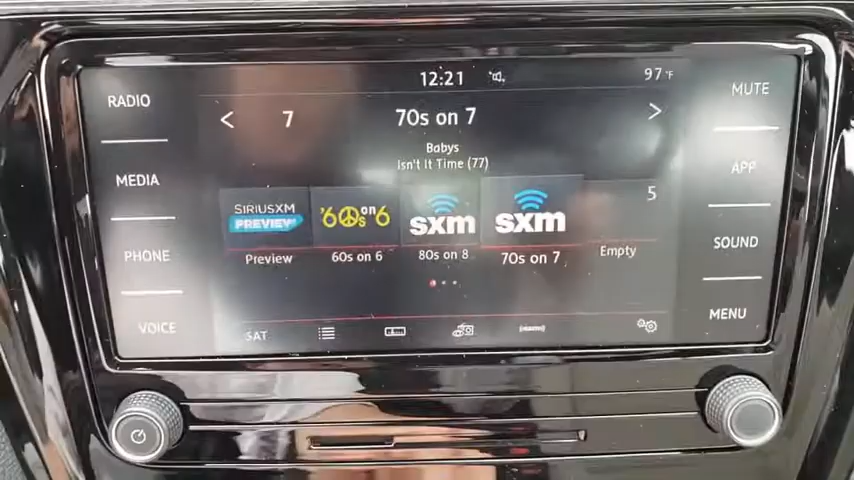 12:21
97°F
RADIO
MUTE
< 7 70s on 7 >
Babys
Isn't It Time (77)
MEDIA
APP
SIRIUSXM
PREVIEW
'60s on 6
sxm
sxm
5
Preview
60s on 6
80s on 8
70s on 7
Empty
PHONE
SOUND
VOICE
SAT
MENU